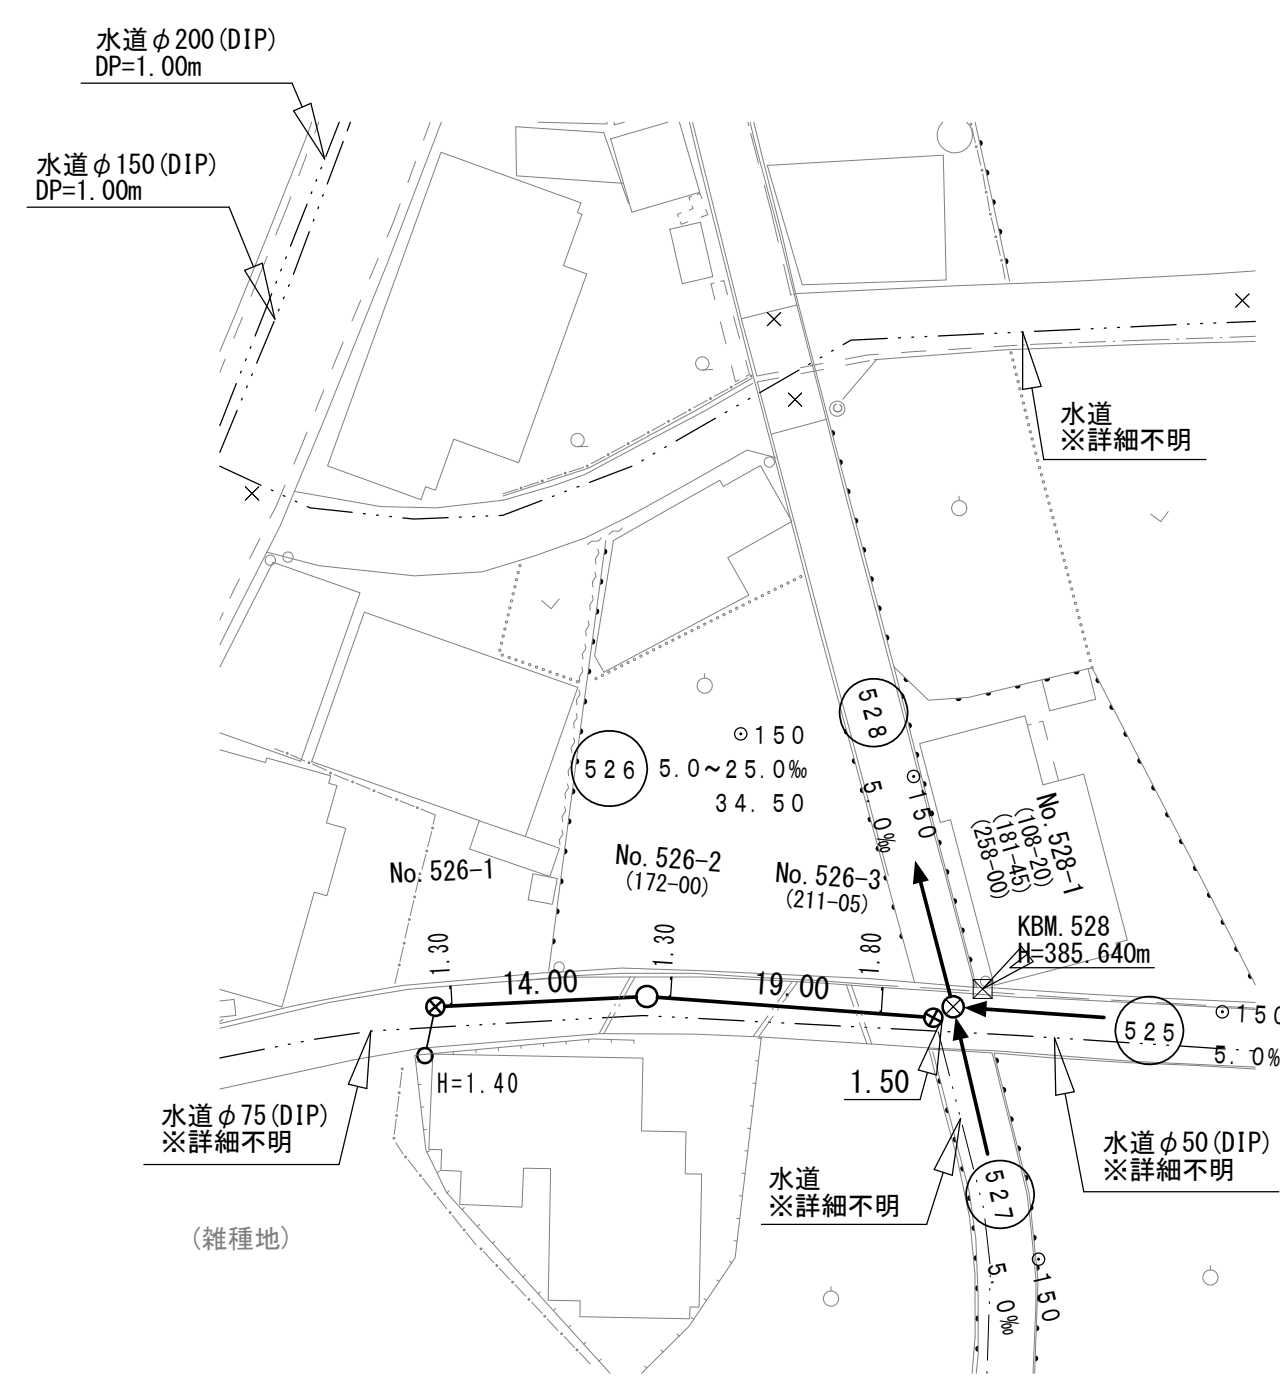 水道φ200(DIP)
DP=1.00m
水道φ150(DIP)
DP=1.00m
水道
※詳細不明
528
5.0‰
⊙150
⊙150
526
5.0~25.0‰
34.50
No.528-1
(108-20)
(181-45)
(258-00)
No.526-1
No.526-2
(172-00)
No.526-3
(211-05)
KBM.528
H=385.640m
1.30
14.00
1.30
19.00
1.80
⊙150
525
5.0‰
H=1.40
1.50
水道φ75(DIP)
※詳細不明
水道φ50(DIP)
※詳細不明
水道
※詳細不明
527
5.0‰
⊙150
(雑種地)